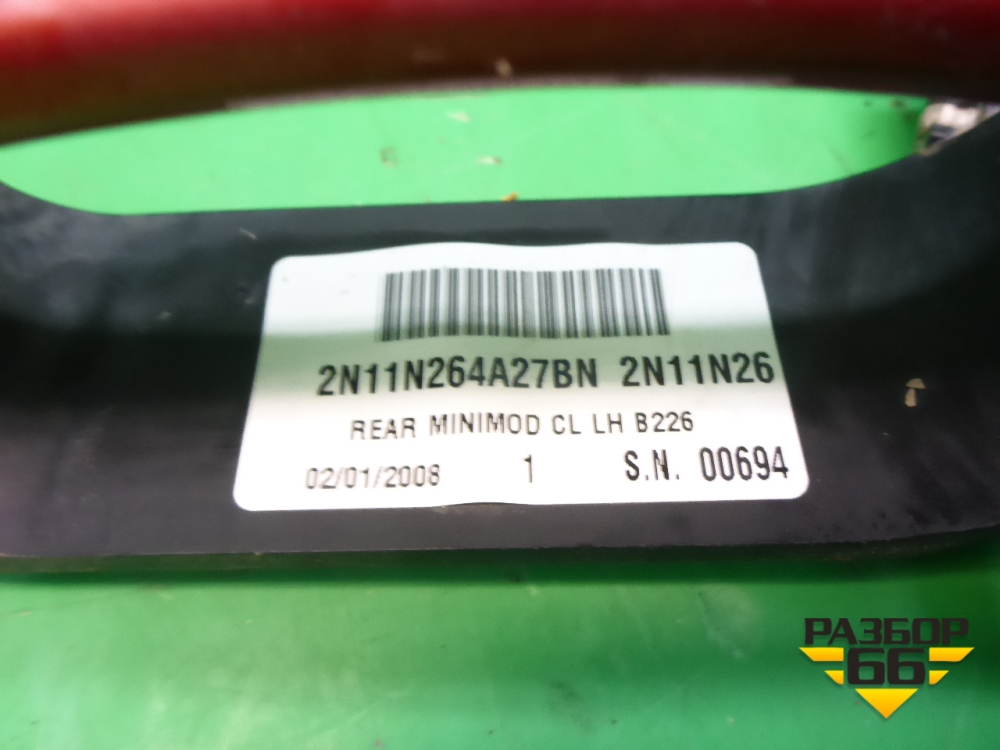 2N11N264A27BN 2N11N26
REAR MINIMOD CL LH B226
02/01/2008 1 S.N. 00694
РАЗБОР
66